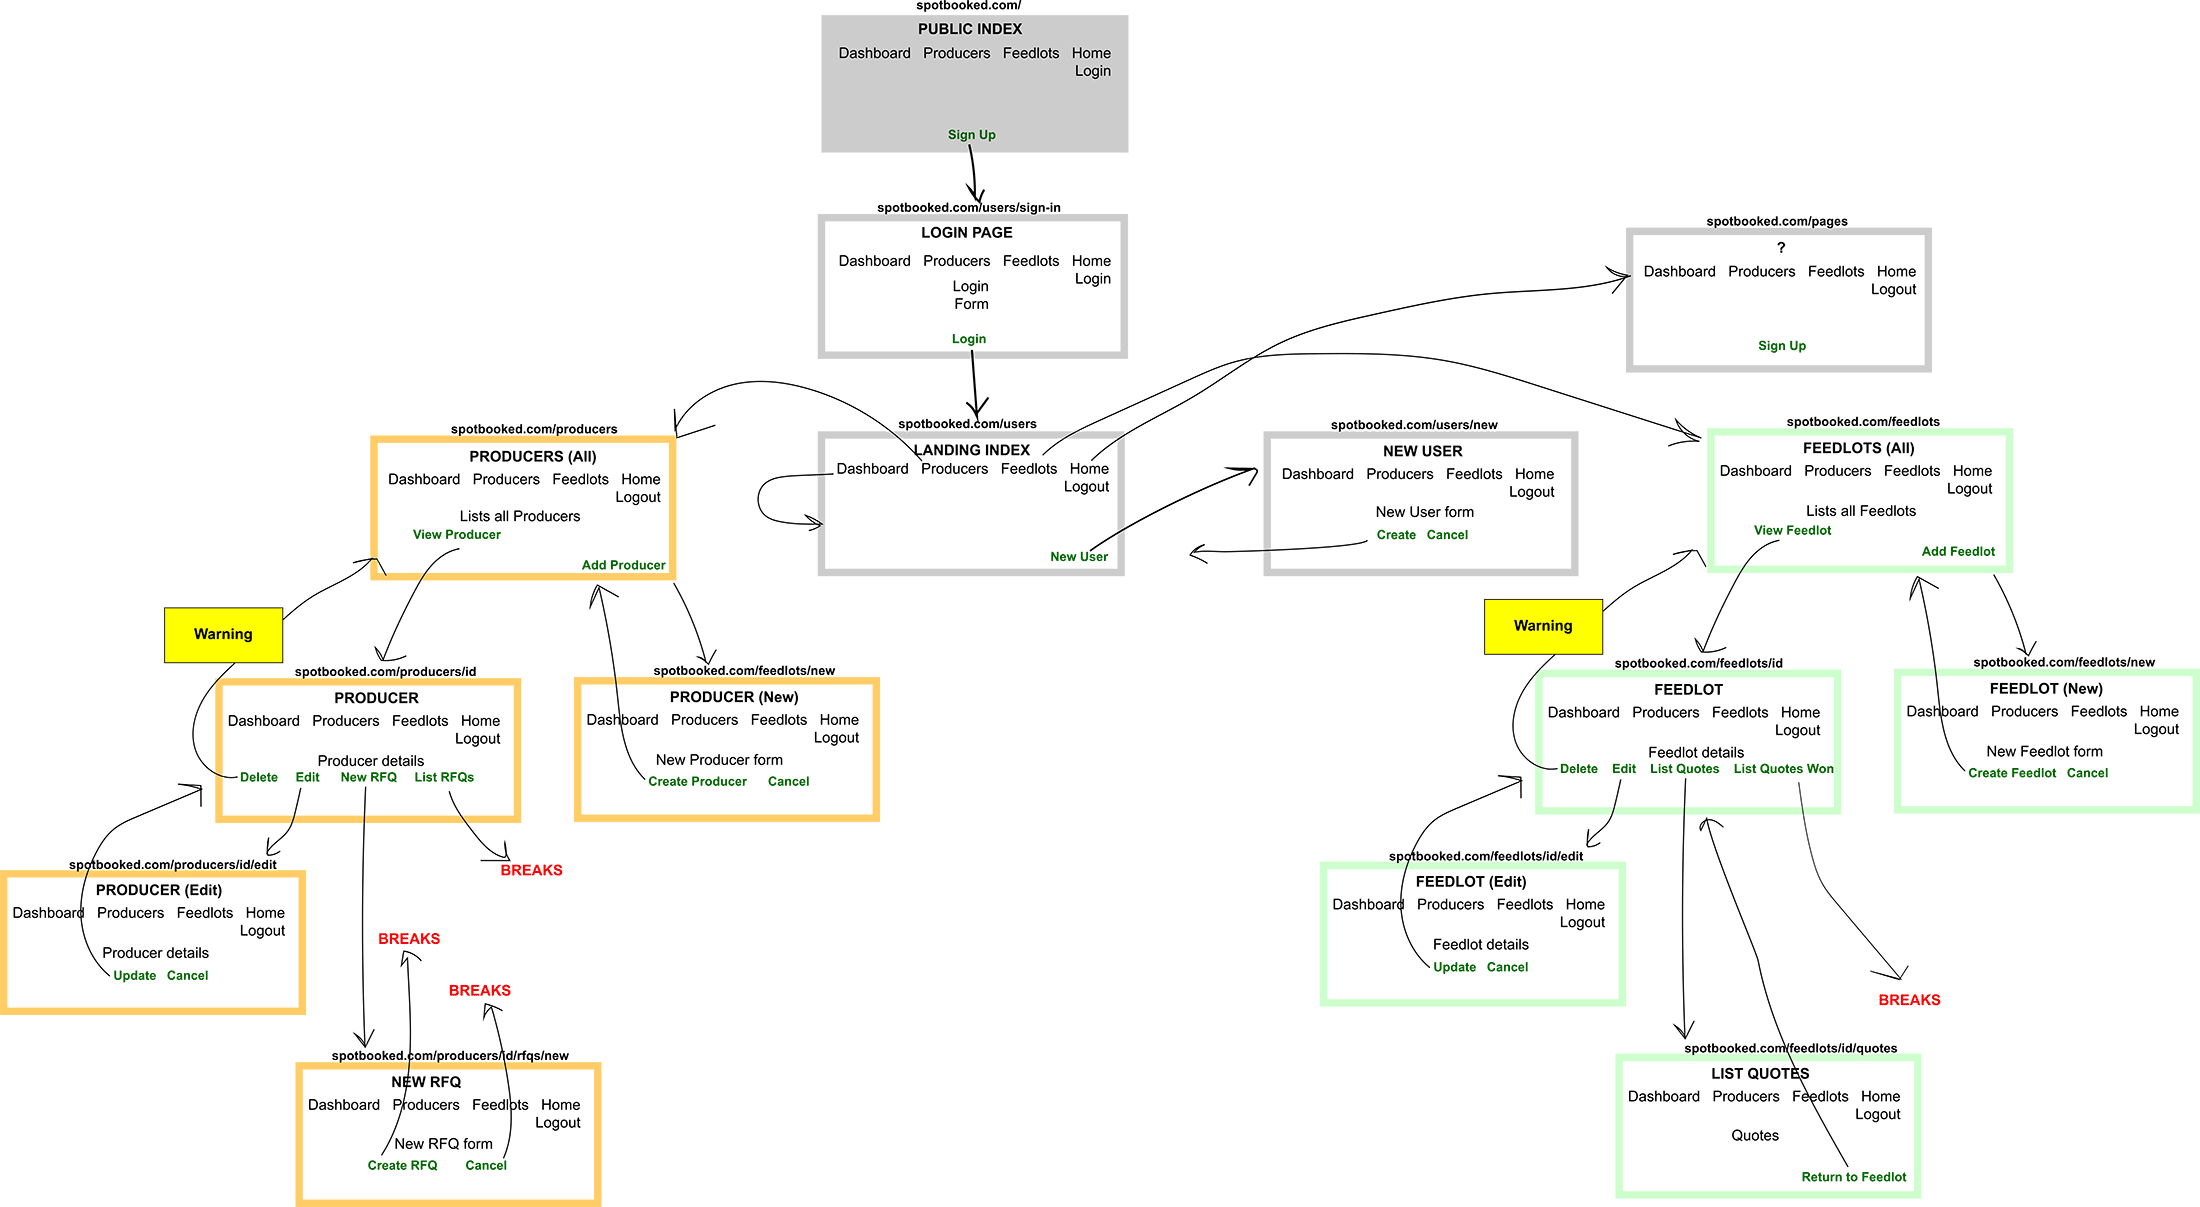 spotbooked.com/
PUBLIC INDEX
Dashboard Producers Feedlots Home
Login
Sign Up
spotbooked.com/users/sign-in
LOGIN PAGE
Dashboard Producers Feedlots Home
Login
Login
Form
Login
spotbooked.com/pages
?
Dashboard Producers Feedlots Home
Logout
Sign Up
spotbooked.com/producers
PRODUCERS (All)
Dashboard Producers Feedlots Home
Logout
Lists all Producers
View Producer
Add Producer
spotbooked.com/users
LANDING INDEX
Dashboard Producers Feedlots Home
Logout
New User
spotbooked.com/users/new
NEW USER
Dashboard Producers Feedlots Home
Logout
New User form
Create Cancel
spotbooked.com/feedlots
FEEDLOTS (All)
Dashboard Producers Feedlots Home
Logout
Lists all Feedlots
View Feedlot
Add Feedlot
Warning
spotbooked.com/producers/id
PRODUCER
Dashboard Producers Feedlots Home
Logout
Producer details
Delete Edit New RFQ List RFQs
spotbooked.com/feedlots/new
PRODUCER (New)
Dashboard Producers Feedlots Home
Logout
New Producer form
Create Producer Cancel
Warning
spotbooked.com/feedlots/id
FEEDLOT
Dashboard Producers Feedlots Home
Logout
Feedlot details
Delete Edit List Quotes List Quotes Won
spotbooked.com/feedlots/new
FEEDLOT (New)
Dashboard Producers Feedlots Home
Logout
New Feedlot form
Create Feedlot Cancel
spotbooked.com/producers/id/edit
PRODUCER (Edit)
Dashboard Producers Feedlots Home
Logout
Producer details
Update Cancel
BREAKS
BREAKS
BREAKS
spotbooked.com/producers/id/rfqs/new
NEW RFQ
Dashboard Producers Feedlots Home
Logout
New RFQ form
Create RFQ Cancel
spotbooked.com/feedlots/id/edit
FEEDLOT (Edit)
Dashboard Producers Feedlots Home
Logout
Feedlot details
Update Cancel
BREAKS
spotbooked.com/feedlots/id/quotes
LIST QUOTES
Dashboard Producers Feedlots Home
Logout
Quotes
Return to Feedlot